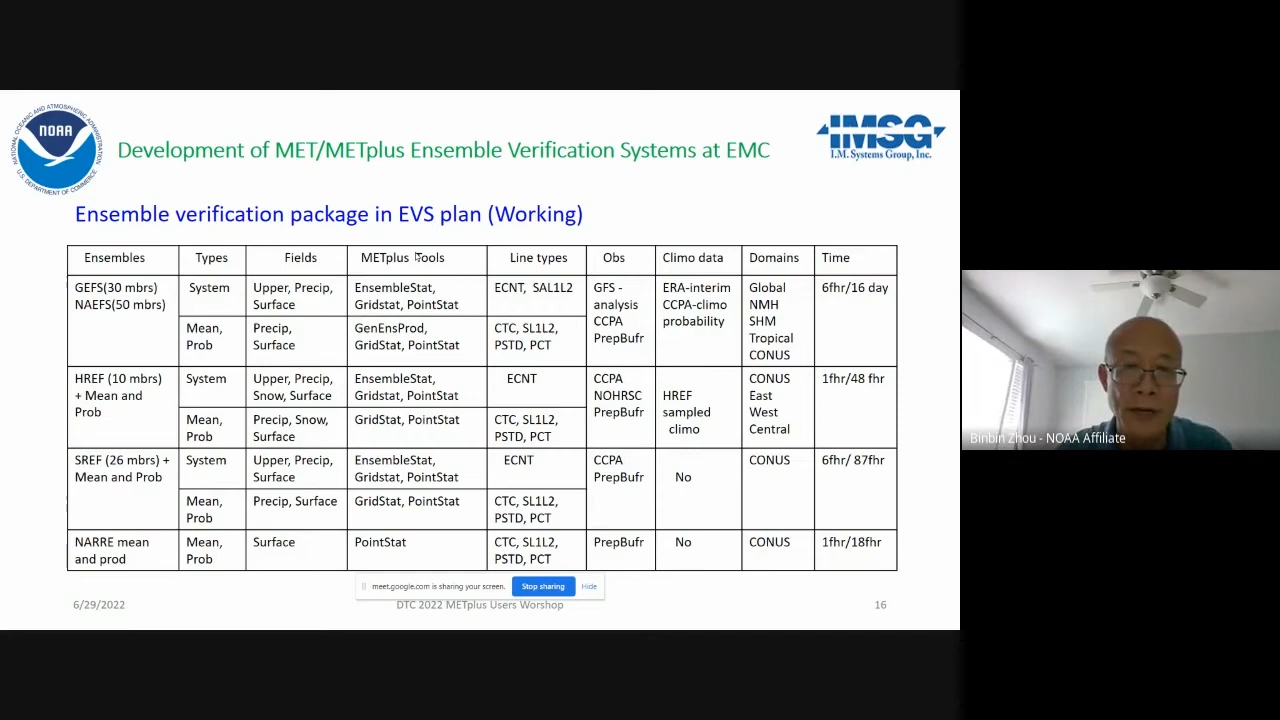 NATIONAL OCEANIC AND ATMOSPHERIC ADMINISTRATION
NOAA
U.S. DEPARTMENT OF COMMERCE
Development of MET/METplus Ensemble Verification Systems at EMC
IMSG
I.M. Systems Group, Inc.
Ensemble verification package in EVS plan (Working)
Ensembles Types Fields METplus Tools Line types Obs Climo data Domains Time
GEFS(30 mbrs) System Upper, Precip, EnsembleStat, ECNT, SAL1L2 GFS - ERA-interim Global 6fhr/16 day
NAEFS(50 mbrs) Surface Gridstat, PointStat analysis CCPA-climo NMH
CCPA probability SHM
Mean, Precip, GenEnsProd, CTC, SL1L2, PrepBufr Tropical
Prob Surface GridStat, PointStat PSTD, PCT CONUS
HREF (10 mbrs) System Upper, Precip, EnsembleStat, ECNT CCPA CONUS 1fhr/48 fhr
+ Mean and Snow, Surface Gridstat, PointStat NOHRSC HREF East
Prob PrepBufr sampled West
Mean, Precip, Snow, GridStat, PointStat CTC, SL1L2, climo Central
Prob Surface PSTD, PCT
SREF (26 mbrs) + System Upper, Precip, EnsembleStat, ECNT CCPA CONUS 6fhr/ 87fhr
Mean and Prob Surface Gridstat, PointStat PrepBufr No
Mean, Precip, Surface GridStat, PointStat CTC, SL1L2,
Prob PSTD, PCT
NARRE mean Mean, Surface PointStat CTC, SL1L2, PrepBufr No CONUS 1fhr/18fhr
and prod Prob PSTD, PCT
meet.google.com is sharing your screen. Stop sharing Hide
6/29/2022 DTC 2022 METplus Users Worshop 16
Binbin Zhou - NOAA Affiliate